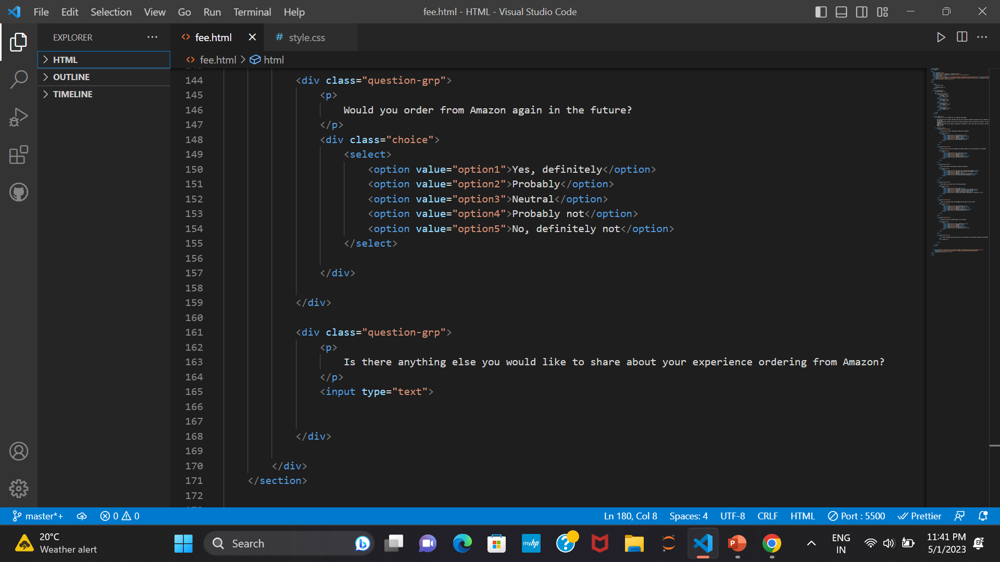 File Edit Selection View Go Run Terminal Help
fee.html - HTML - Visual Studio Code
EXPLORER
HTML
OUTLINE
TIMELINE
fee.html
# style.css
fee.html > html
144 <div class="question-grp">
145 <p>
146 Would you order from Amazon again in the future?
147 </p>
148 <div class="choice">
149 <select>
150 <option value="option1">Yes, definitely</option>
151 <option value="option2">Probably</option>
152 <option value="option3">Neutral</option>
153 <option value="option4">Probably not</option>
154 <option value="option5">No, definitely not</option>
155 </select>
156
157 </div>
158
159 </div>
160
161 <div class="question-grp">
162 <p>
163 Is there anything else you would like to share about your experience ordering from Amazon?
164 </p>
165 <input type="text">
166
167
168 </div>
169
170 </div>
171 </section>
172
master*+ 0 0 Ln 180, Col 8 Spaces: 4 UTF-8 CRLF HTML Port : 5500 Prettier
20°C
Weather alert
Search
myhp
ENG
IN
11:41 PM
5/1/2023